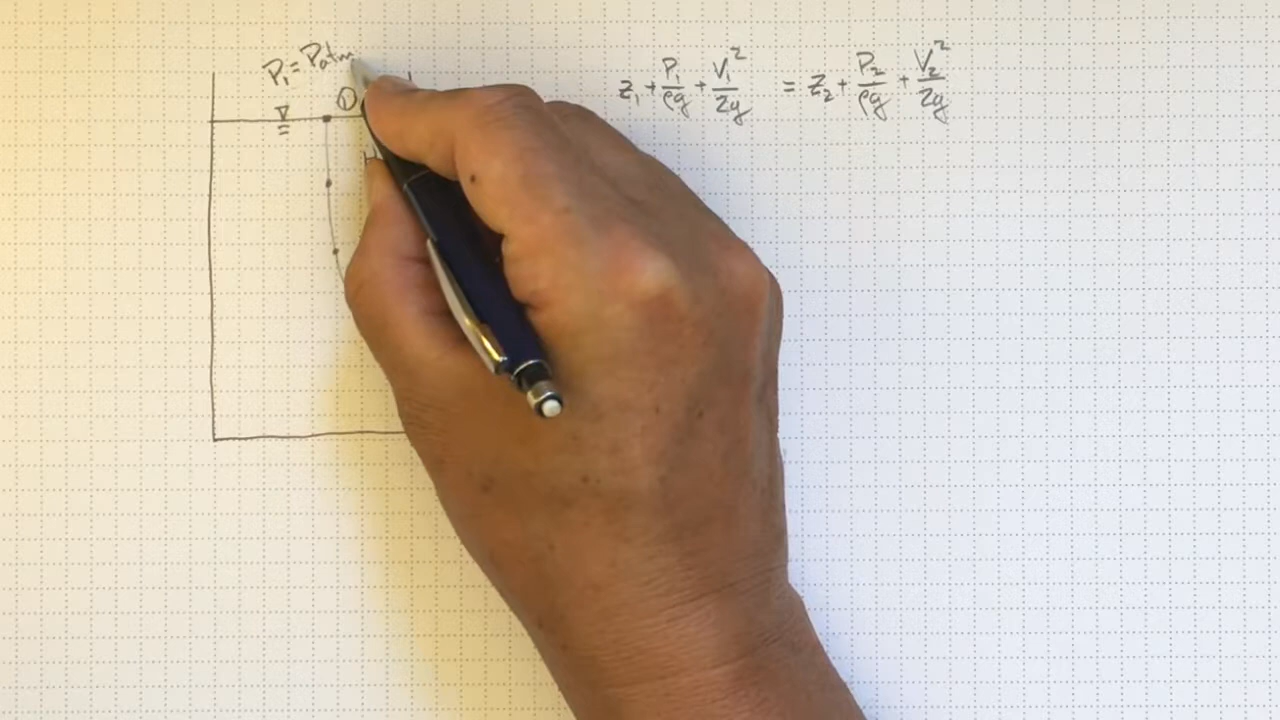 P₁ = Patm
①
z₁ + P₁/ρg + V₁²/2g = z₂ + P₂/ρg + V₂²/2g